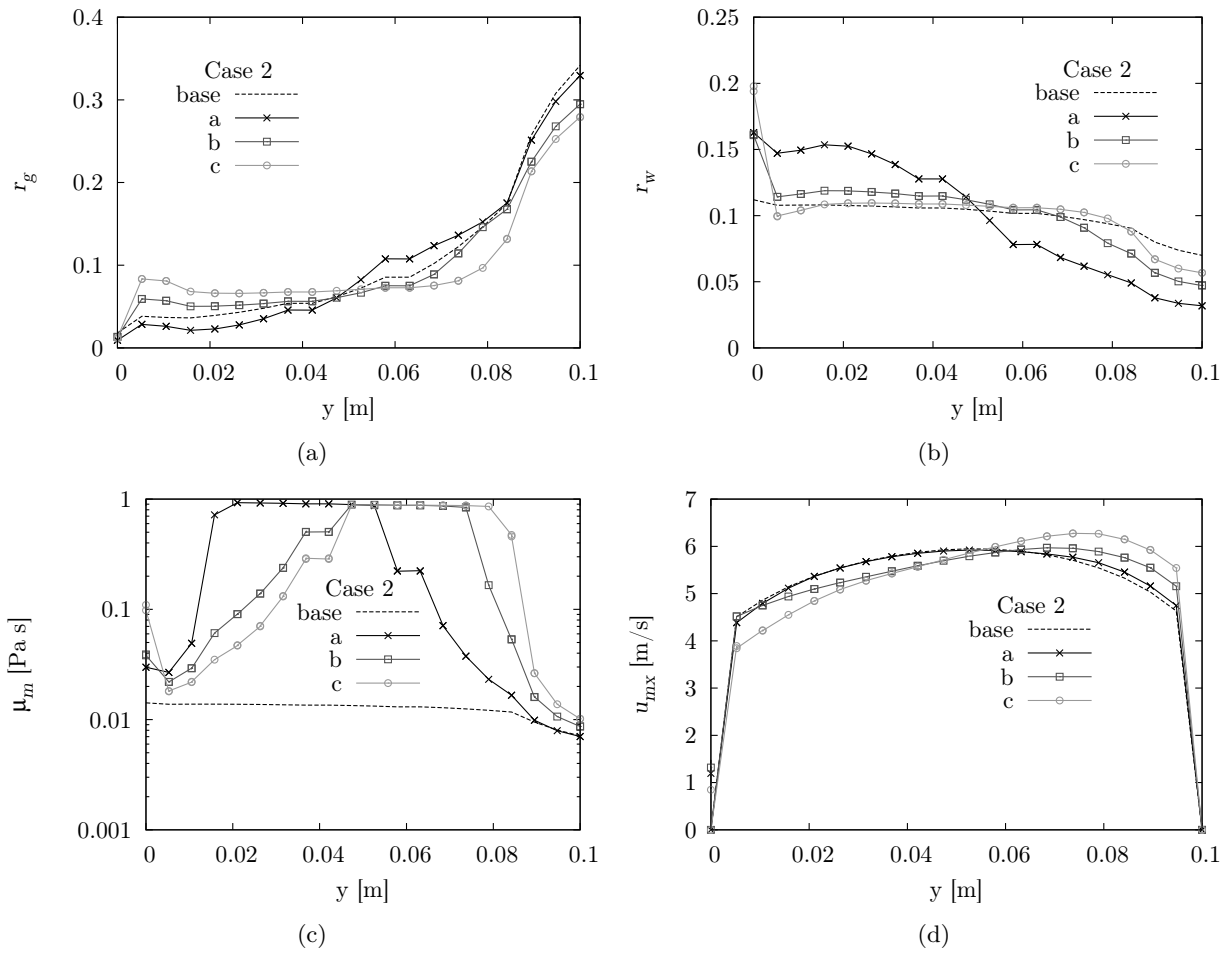 0.4
0.3
0.2
0.1
0
r_g
Case 2
base
a
b
c
0 0.02 0.04 0.06 0.08 0.1
y [m]
(a)
0.25
0.2
0.15
0.1
0.05
0
r_w
Case 2
base
a
b
c
0 0.02 0.04 0.06 0.08 0.1
y [m]
(b)
1
0.1
0.01
0.001
μ_m [Pa s]
Case 2
base
a
b
c
0 0.02 0.04 0.06 0.08 0.1
y [m]
(c)
7
6
5
4
3
2
1
0
u_mx [m/s]
Case 2
base
a
b
c
0 0.02 0.04 0.06 0.08 0.1
y [m]
(d)